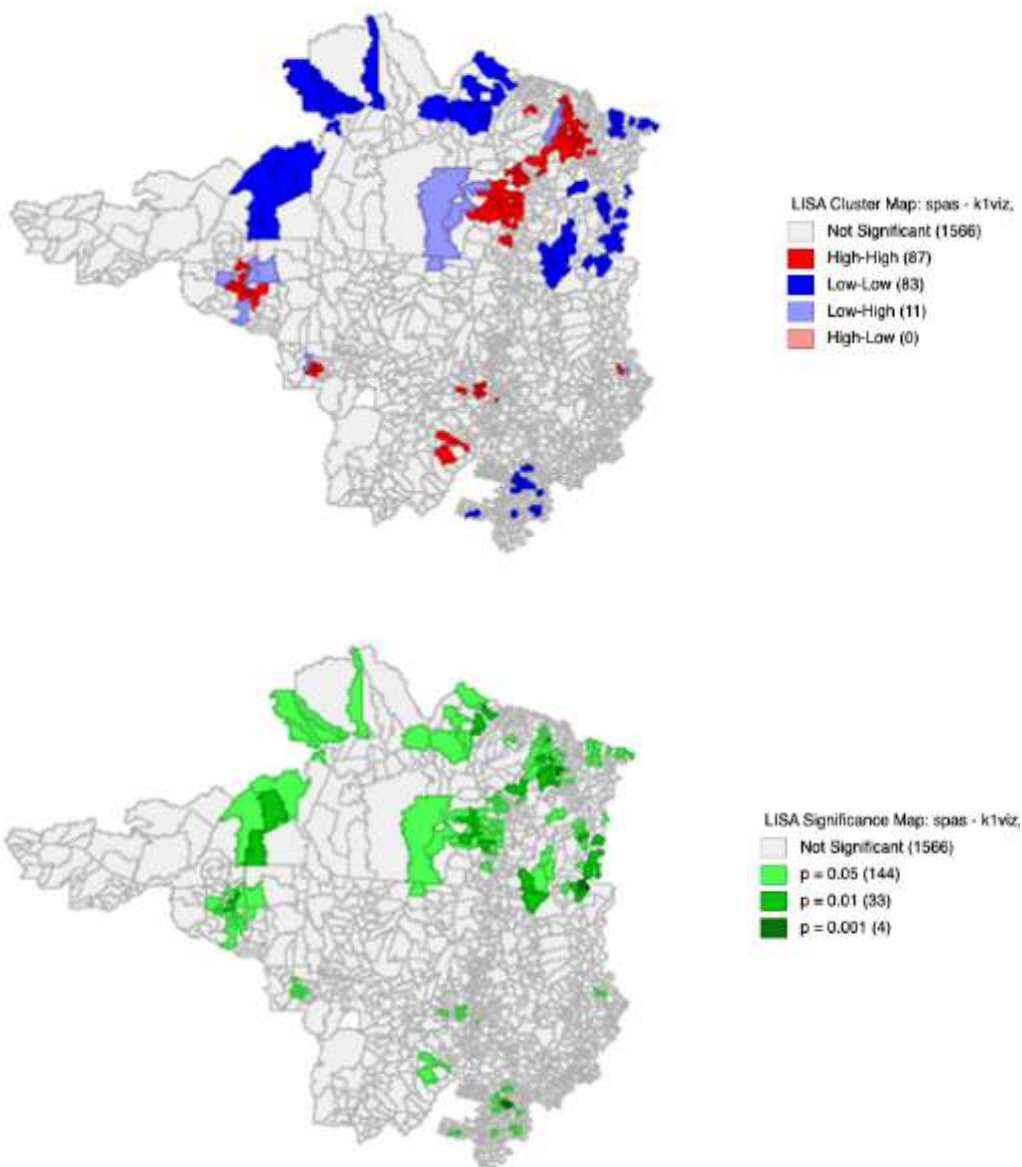 LISA Cluster Map: spas - k1viz,
Not Significant (1566)
High-High (87)
Low-Low (83)
Low-High (11)
High-Low (0)
LISA Significance Map: spas - k1viz,
Not Significant (1566)
p = 0.05 (144)
p = 0.01 (33)
p = 0.001 (4)